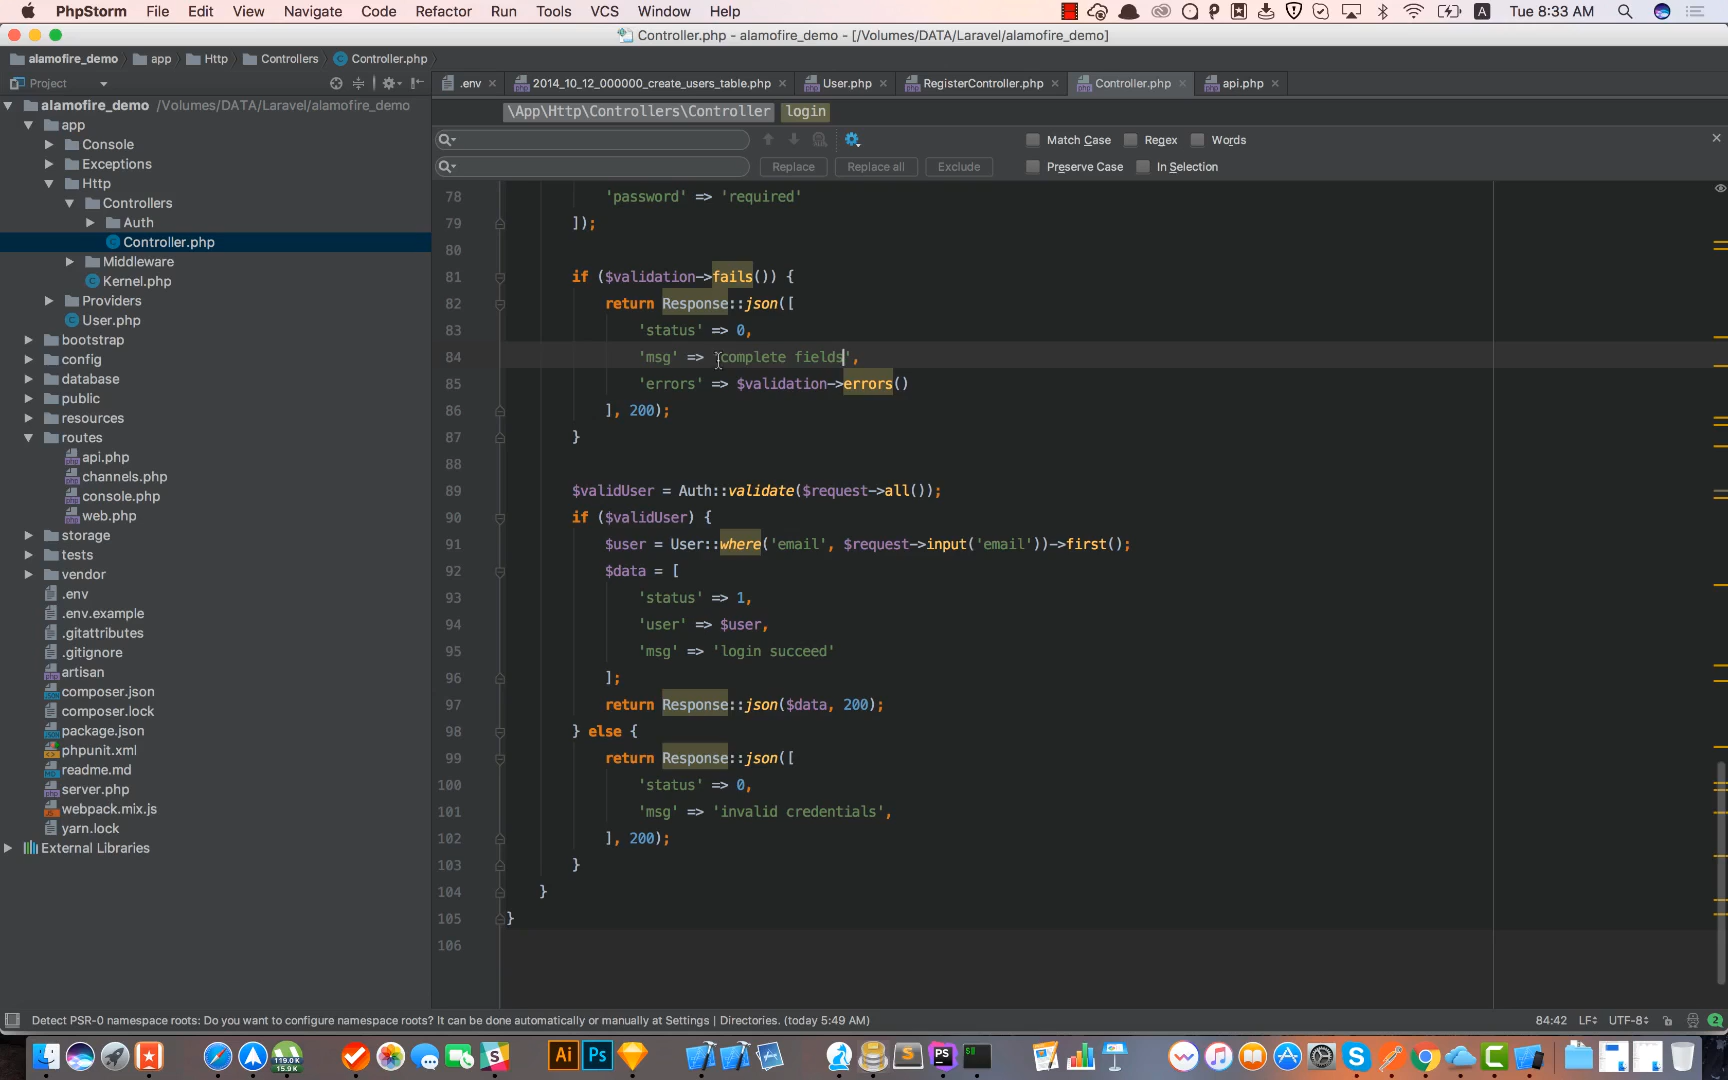 PhpStorm File Edit View Navigate Code Refactor Run Tools VCS Window Help A Tue 8:33 AM
Controller.php - alamofire_demo - [/Volumes/DATA/Laravel/alamofire_demo]
alamofire_demo app Http Controllers Controller.php
Project .env 2014_10_12_000000_create_users_table.php User.php RegisterController.php Controller.php api.php
\App\Http\Controllers\Controller login
Match Case Regex Words
Replace Replace all Exclude Preserve Case In Selection
alamofire_demo /Volumes/DATA/Laravel/alamofire_demo
app
Console
Exceptions
Http
Controllers
Auth
Controller.php
Middleware
Kernel.php
Providers
User.php
bootstrap
config
database
public
resources
routes
api.php
channels.php
console.php
web.php
storage
tests
vendor
.env
.env.example
.gitattributes
.gitignore
artisan
composer.json
composer.lock
package.json
phpunit.xml
readme.md
server.php
webpack.mix.js
yarn.lock
External Libraries
78 'password' => 'required'
79 ]);
80
81 if ($validation->fails()) {
82 return Response::json([
83 'status' => 0,
84 'msg' => 'complete fields',
85 'errors' => $validation->errors()
86 ], 200);
87 }
88
89 $validUser = Auth::validate($request->all());
90 if ($validUser) {
91 $user = User::where('email', $request->input('email'))->first();
92 $data = [
93 'status' => 1,
94 'user' => $user,
95 'msg' => 'login succeed'
96 ];
97 return Response::json($data, 200);
98 } else {
99 return Response::json([
100 'status' => 0,
101 'msg' => 'invalid credentials',
102 ], 200);
103 }
104 }
105 }
106
Detect PSR-0 namespace roots: Do you want to configure namespace roots? It can be done automatically or manually at Settings | Directories. (today 5:49 AM) 84:42 LF UTF-8 2
119.0K
15.9K
Ai Ps PS